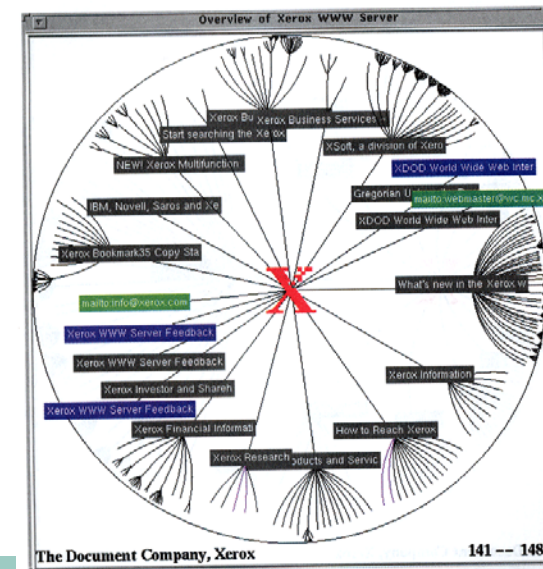 Overview of Xerox WWW Server
Xerox Bu
Xerox Business Services
Start searching the Xerox
XSoft, a division of Xero
NEW! Xerox Multifunction
XDOD World Wide Web Inter
Gregorian
mailto:webmaster@wc.mc.x
IBM, Novell, Saros and Xe
XDOD World Wide Web Inter
Xerox Bookmark35 Copy Sta
X
What's new in the Xerox w
mailto:info@xerox.com
Xerox WWW Server Feedback
Xerox WWW Server Feedback
Xerox Information
Xerox Investor and Shareh
Xerox WWW Server Feedback
Xerox Financial Informati
How to Reach Xerox
Xerox Research
oducts and Servic
The Document Company, Xerox
141 -- 148